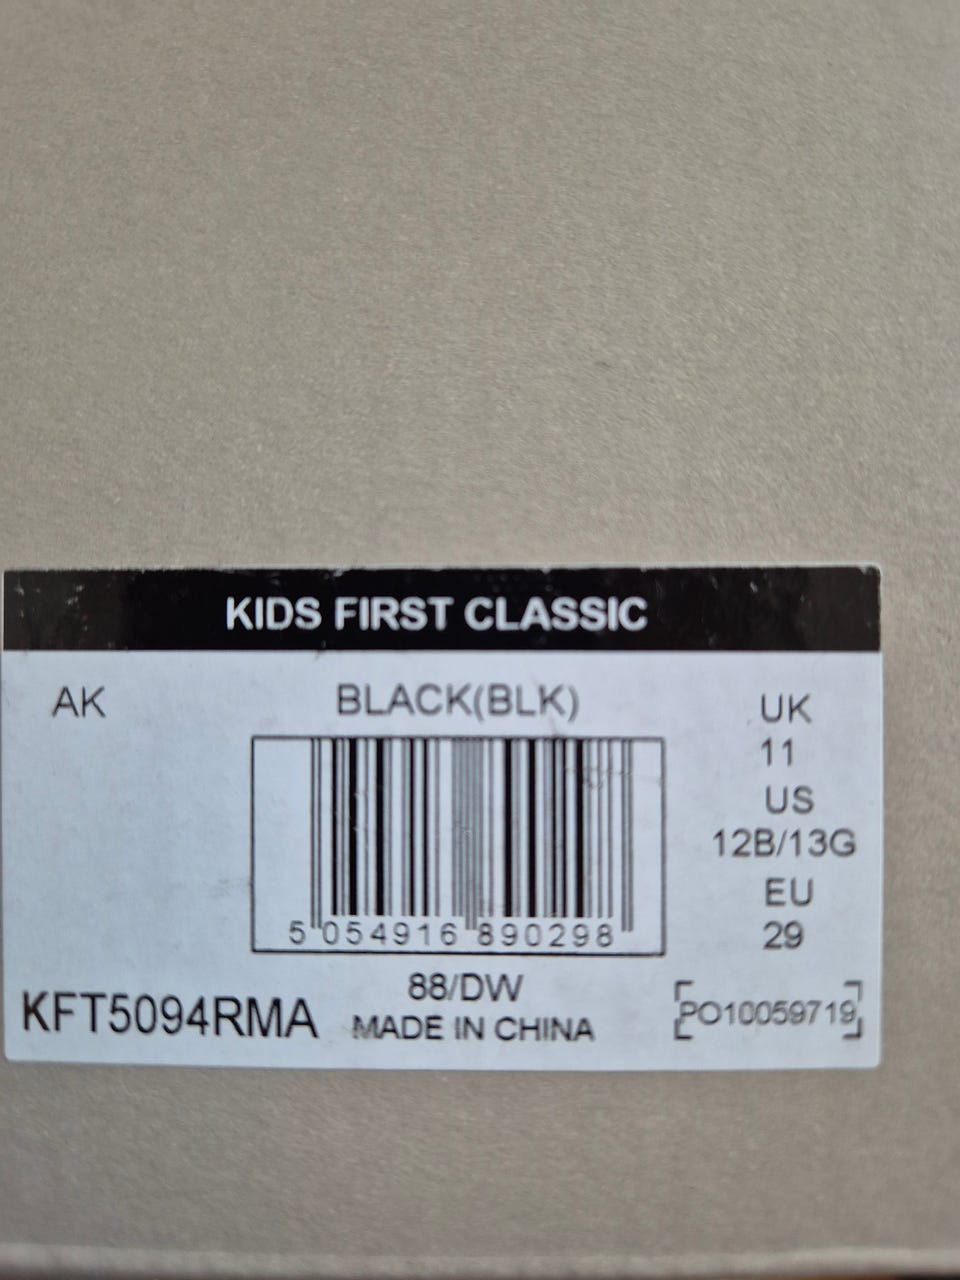 KIDS FIRST CLASSIC
AK
BLACK(BLK)
UK
11
US
12B/13G
EU
29
5 054916 890298
88/DW
KFT5094RMA
MADE IN CHINA
PO10059719